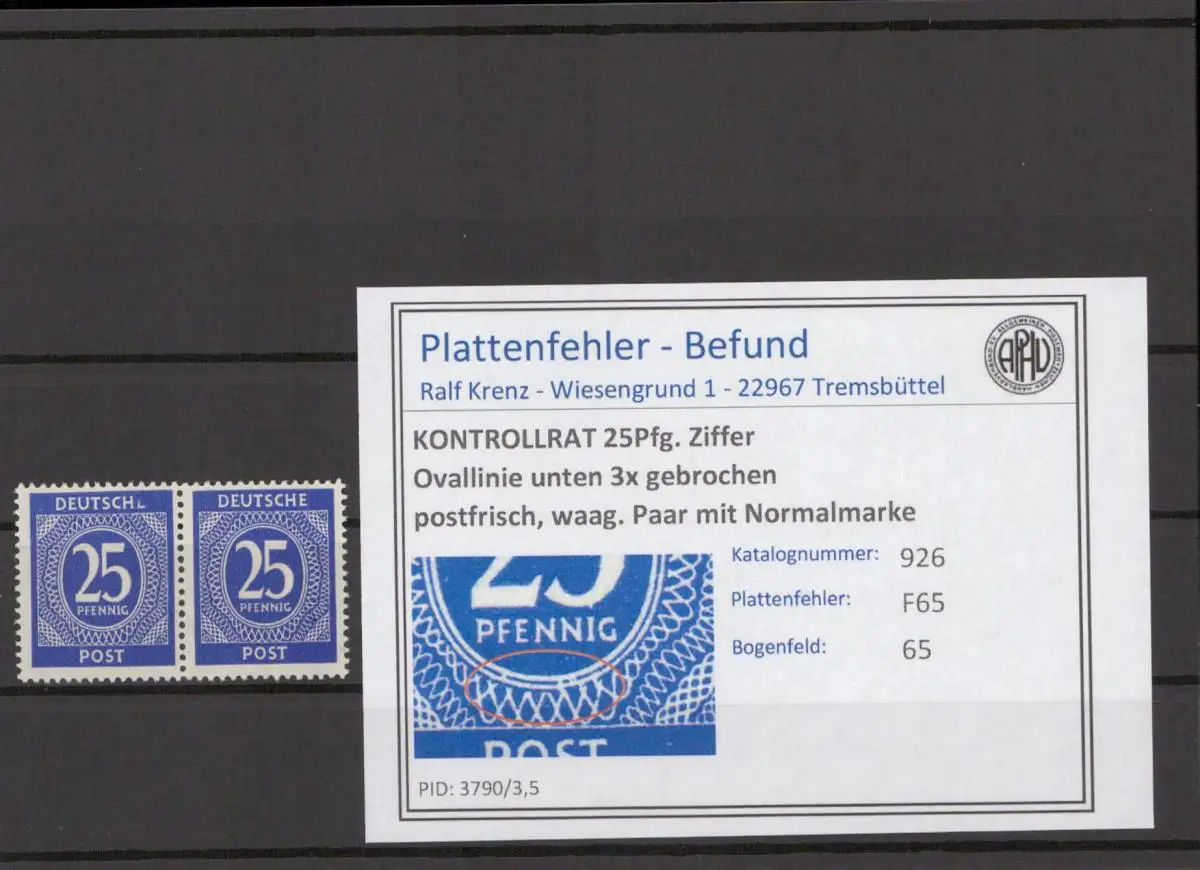 DEUTSCHE
25
PFENNIG
POST
DEUTSCHE
25
PFENNIG
POST
Plattenfehler - Befund
Ralf Krenz - Wiesengrund 1 - 22967 Tremsbüttel
APHV
KONTROLLRAT 25Pfg. Ziffer
Ovallinie unten 3x gebrochen
postfrisch, waag. Paar mit Normalmarke
25
PFENNIG
POST
Katalognummer: 926
Plattenfehler: F65
Bogenfeld: 65
PID: 3790/3,5